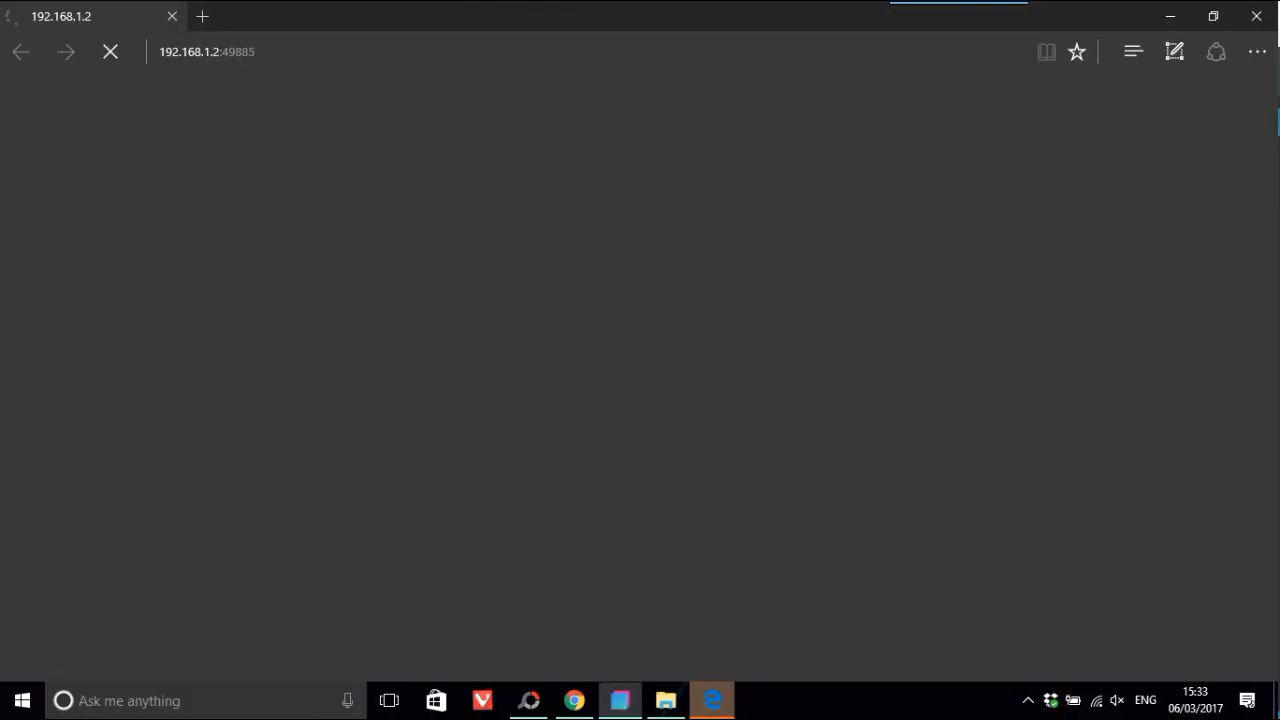 192.168.1.2
192.168.1.2:49885
Ask me anything
ENG
15:33
06/03/2017